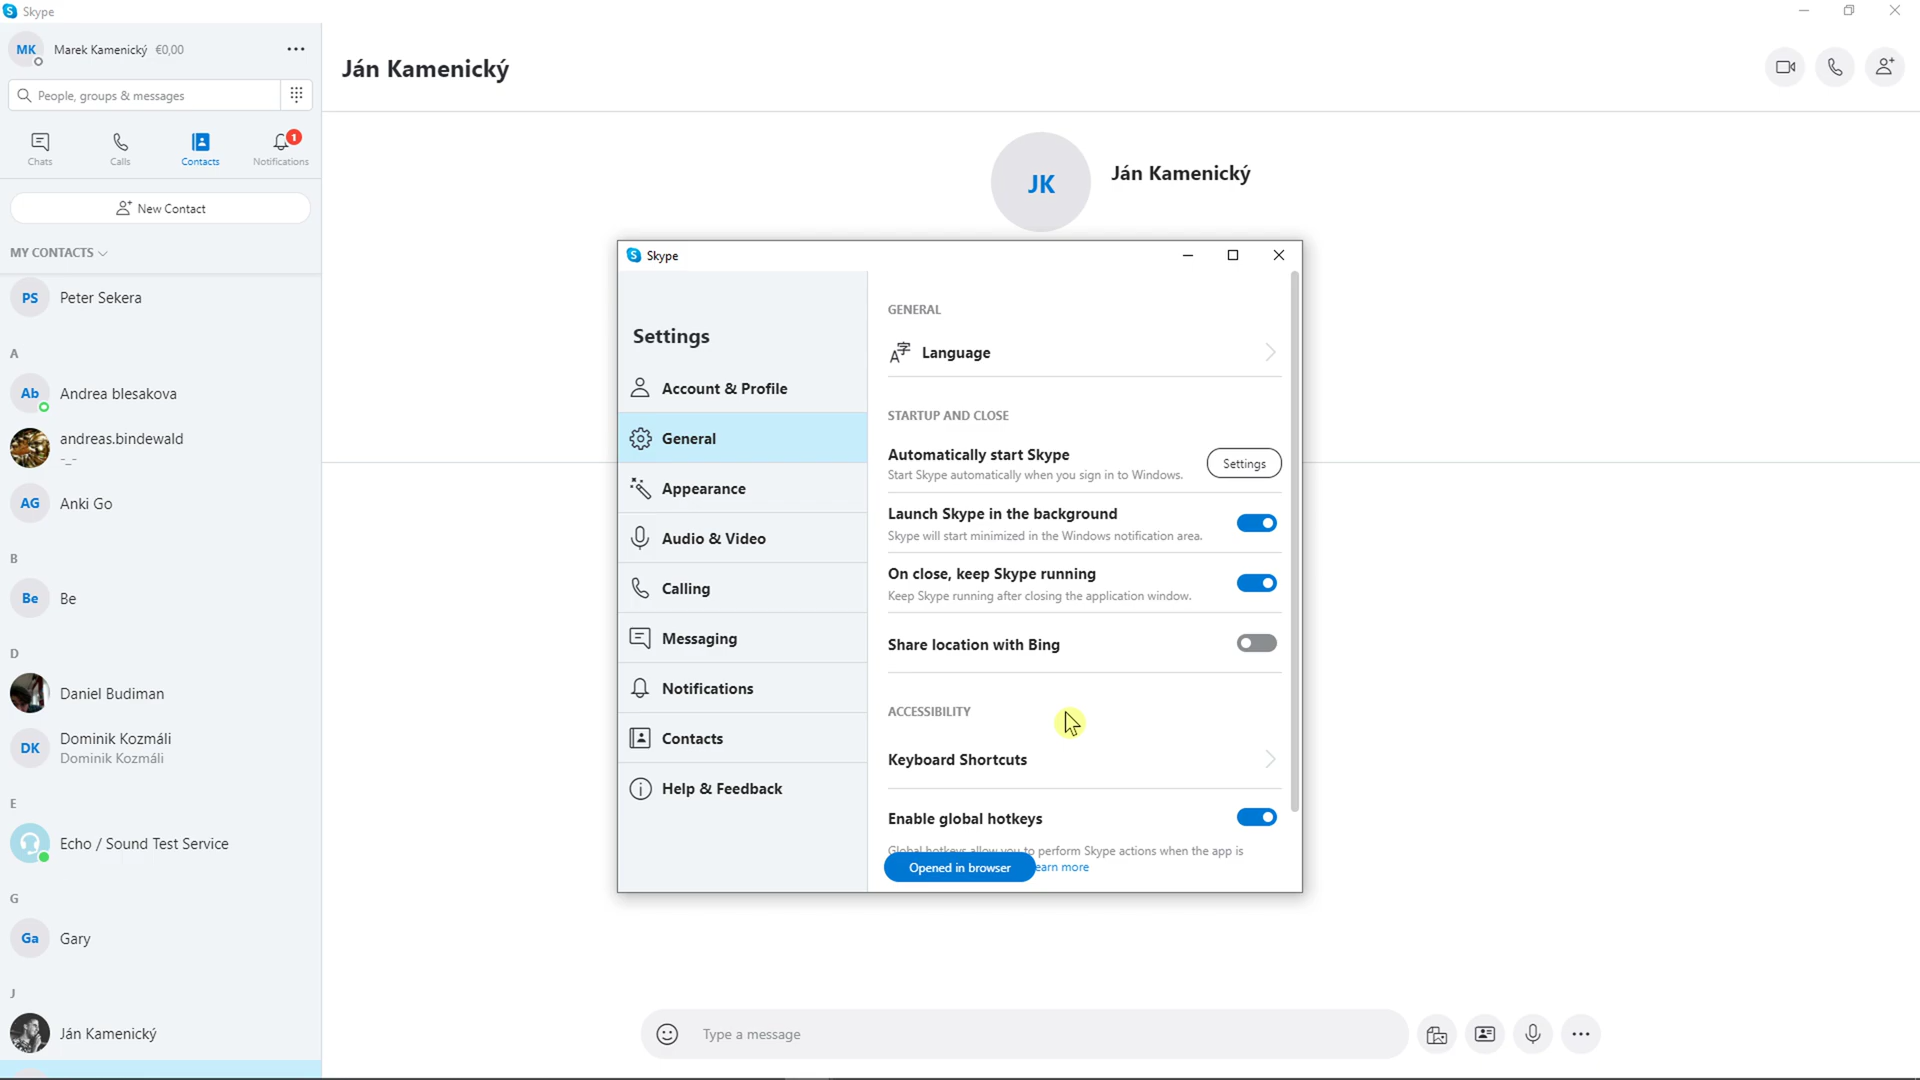 Skype
MK Marek Kamenický €0,00
People, groups & messages
Chats
Calls
Contacts
1
Notifications
New Contact
MY CONTACTS
PS Peter Sekera
A
Ab Andrea blesakova
andreas.bindewald
-_-
AG Anki Go
B
Be Be
D
Daniel Budiman
DK Dominik Kozmáli
Dominik Kozmáli
E
Echo / Sound Test Service
G
Ga Gary
J
Ján Kamenický
Ján Kamenický
JK Ján Kamenický
Skype
Settings
Account & Profile
General
Appearance
Audio & Video
Calling
Messaging
Notifications
Contacts
Help & Feedback
GENERAL
Language
STARTUP AND CLOSE
Automatically start Skype
Start Skype automatically when you sign in to Windows.
Settings
Launch Skype in the background
Skype will start minimized in the Windows notification area.
On close, keep Skype running
Keep Skype running after closing the application window.
Share location with Bing
ACCESSIBILITY
Keyboard Shortcuts
Enable global hotkeys
Global hotkeys allow you to perform Skype actions when the app is
Opened in browser earn more
Type a message